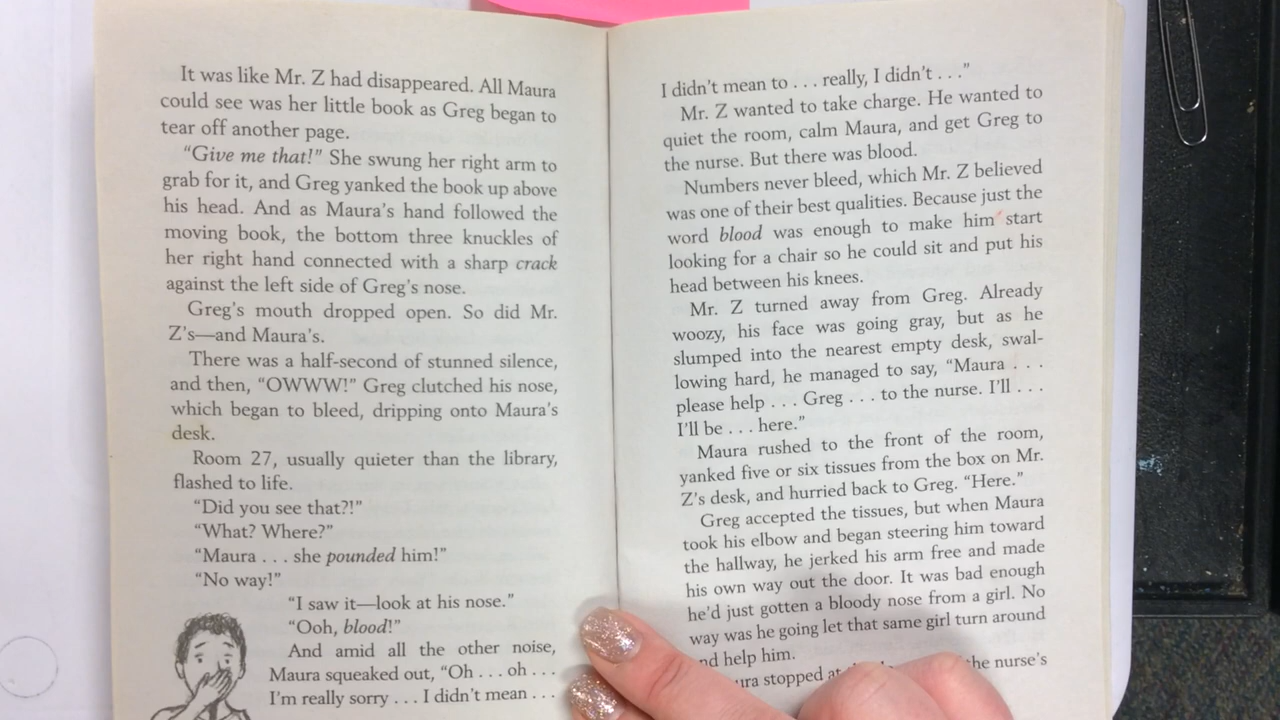 It was like Mr. Z had disappeared. All Maura
could see was her little book as Greg began to
tear off another page.
“Give me that!” She swung her right arm to
grab for it, and Greg yanked the book up above
his head. And as Maura’s hand followed the
moving book, the bottom three knuckles of
her right hand connected with a sharp crack
against the left side of Greg’s nose.
Greg’s mouth dropped open. So did Mr.
Z’s—and Maura’s.
There was a half-second of stunned silence,
and then, “OWWW!” Greg clutched his nose,
which began to bleed, dripping onto Maura’s
desk.
Room 27, usually quieter than the library,
flashed to life.
“Did you see that?!”
“What? Where?”
“Maura . . . she pounded him!”
“No way!”
“I saw it—look at his nose.”
“Ooh, blood!”
And amid all the other noise,
Maura squeaked out, “Oh . . . oh . . .
I’m really sorry . . . I didn’t mean . . .
I didn’t mean to . . . really, I didn’t . . .”
Mr. Z wanted to take charge. He wanted to
quiet the room, calm Maura, and get Greg to
the nurse. But there was blood.
Numbers never bleed, which Mr. Z believed
was one of their best qualities. Because just the
word blood was enough to make him start
looking for a chair so he could sit and put his
head between his knees.
Mr. Z turned away from Greg. Already
woozy, his face was going gray, but as he
slumped into the nearest empty desk, swal-
lowing hard, he managed to say, “Maura . . .
please help . . . Greg . . . to the nurse. I’ll . . .
I’ll be . . . here.”
Maura rushed to the front of the room,
yanked five or six tissues from the box on Mr.
Z’s desk, and hurried back to Greg. “Here.”
Greg accepted the tissues, but when Maura
took his elbow and began steering him toward
the hallway, he jerked his arm free and made
his own way out the door. It was bad enough
he’d just gotten a bloody nose from a girl. No
way was he going let that same girl turn around
help him.
stopped the nurse’s